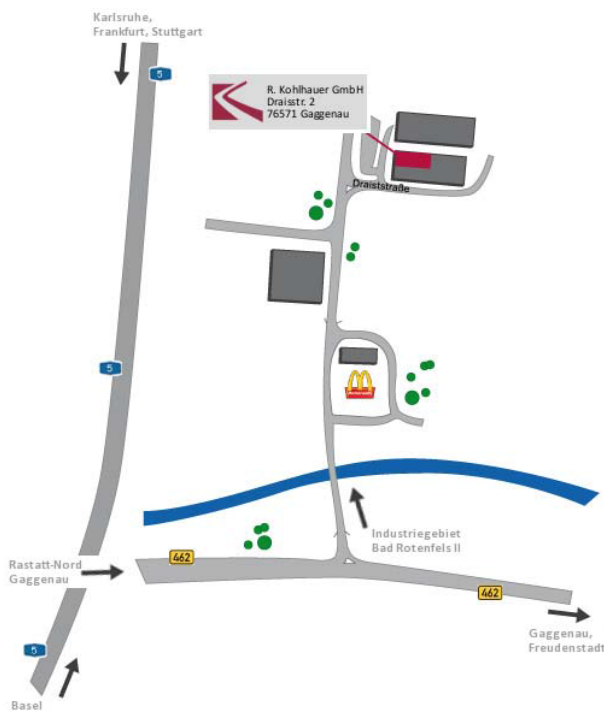 Karlsruhe,
Frankfurt, Stuttgart
5
R. Kohlhauer GmbH
Draisstr. 2
76571 Gaggenau
Draiststraße
5
Industriegebiet
Bad Rotenfels II
Rastatt-Nord
Gaggenau
462
462
Gaggenau,
Freudenstadt
5
Basel